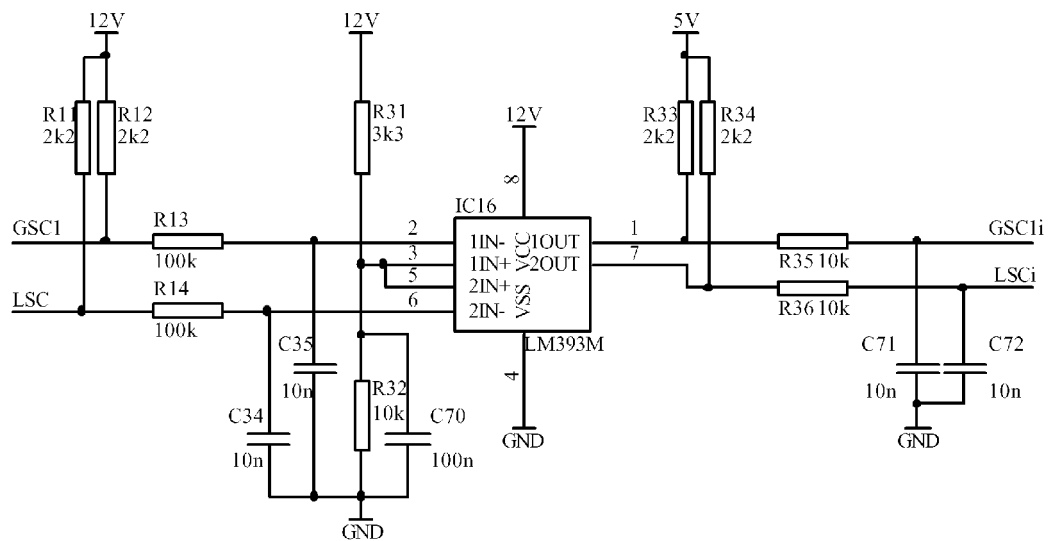 12V
12V
5V
R11
2k2
R12
2k2
R31
3k3
12V
R33
2k2
R34
2k2
8
IC16
GSC1
R13
100k
2
1IN-
1OUT
1
GSC1i
3
1IN+
VCC
2OUT
7
R35
10k
5
2IN+
LSC
R14
100k
6
2IN-
VSS
LSCi
R36
10k
LM393M
C35
10n
4
C71
10n
C72
10n
R32
10k
C34
10n
C70
100n
GND
GND
GND